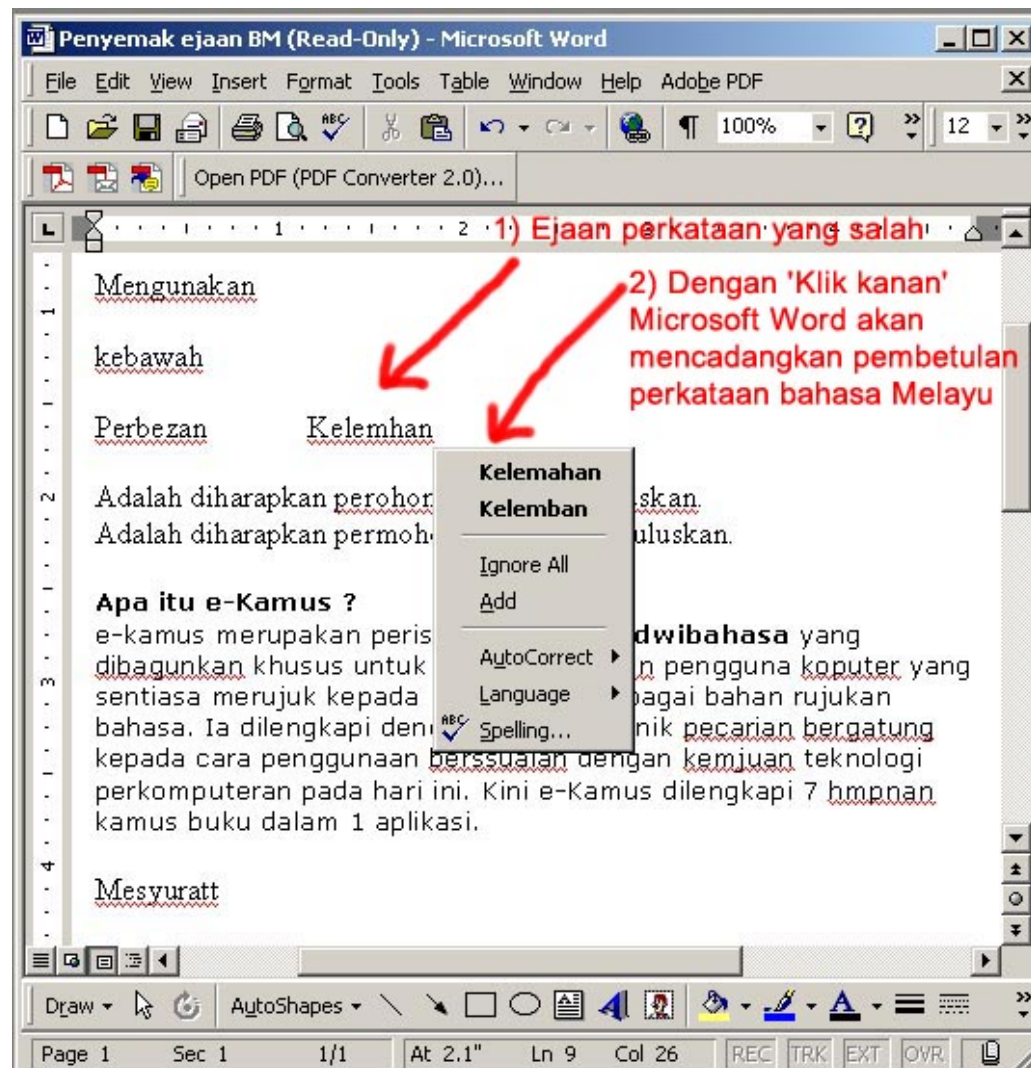 Penyemak ejaan BM (Read-Only) - Microsoft Word
File Edit View Insert Format Tools Table Window Help Adobe PDF
100% 12
Open PDF (PDF Converter 2.0)...
1 2
1) Ejaan perkataan yang salah
2) Dengan 'Klik kanan'
Microsoft Word akan
mencadangkan pembetulan
perkataan bahasa Melayu
Mengunakan
kebawah
Perbezan Kelemhan
Kelemahan
Kelemban
Ignore All
Add
AutoCorrect
Language
Spelling...
Adalah diharapkan perohon skan.
Adalah diharapkan permoho uluskan.
Apa itu e-Kamus ?
e-kamus merupakan peris dwibahasa yang
dibagunkan khusus untuk n pengguna koputer yang
sentiasa merujuk kepada bagai bahan rujukan
bahasa. Ia dilengkapi den nik pecarian bergatung
kepada cara penggunaan berssuaian dengan kemjuan teknologi
perkomputeran pada hari ini. Kini e-Kamus dilengkapi 7 hmpnan
kamus buku dalam 1 aplikasi.
Mesyuratt
Draw AutoShapes
Page 1 Sec 1 1/1 At 2.1" Ln 9 Col 26 REC TRK EXT OVR